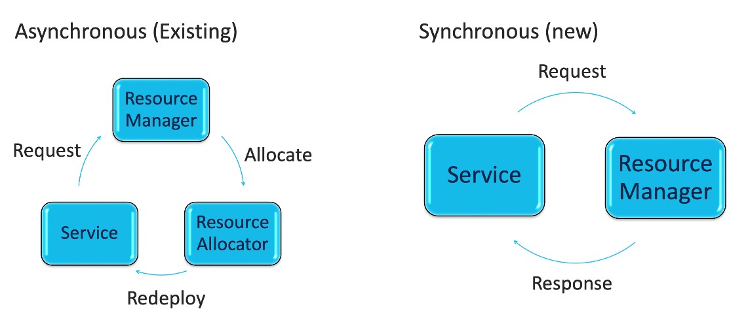 Asynchronous (Existing)
Resource
Manager
Request
Allocate
Service
Resource
Allocator
Redeploy
Synchronous (new)
Request
Service
Resource
Manager
Response